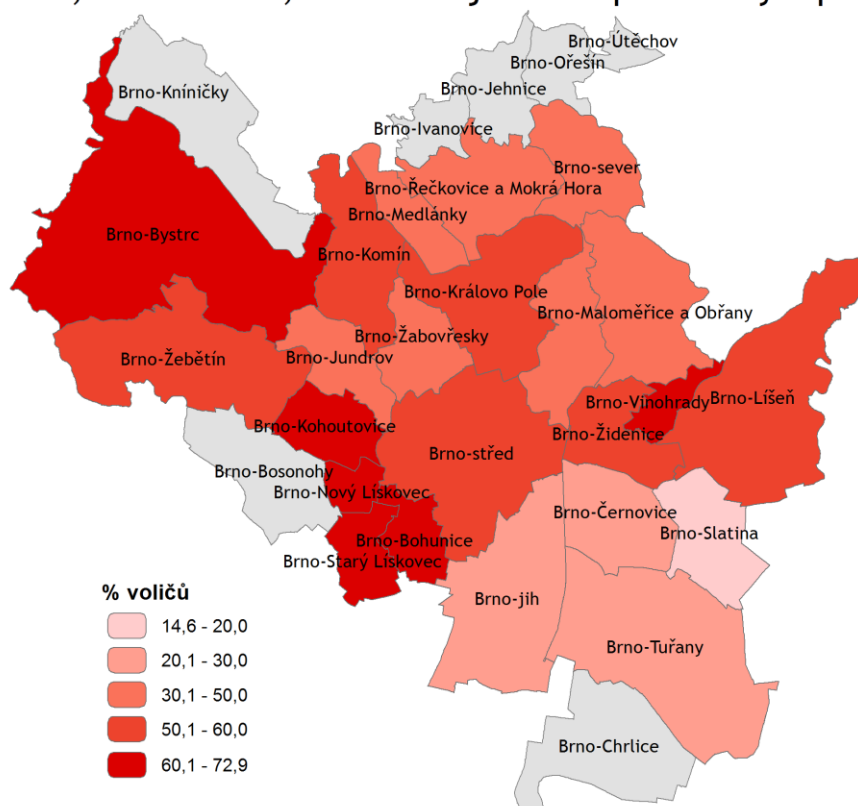 Brno-Útěchov
Brno-Ořešín
Brno-Jehnice
Brno-Kníničky
Brno-Ivanovice
Brno-sever
Brno-Řečkovice a Mokrá Hora
Brno-Medlánky
Brno-Bystrc
Brno-Komín
Brno-Královo Pole
Brno-Maloměřice a Obřany
Brno-Žabovřesky
Brno-Jundrov
Brno-Žebětín
Brno-Vinohrady
Brno-Líšeň
Brno-Kohoutovice
Brno-Židenice
Brno-střed
Brno-Bosonohy
Brno-Nový Lískovec
Brno-Černovice
Brno-Slatina
Brno-Bohunice
Brno-Starý Lískovec
% voličů
14,6 - 20,0
20,1 - 30,0
30,1 - 50,0
50,1 - 60,0
60,1 - 72,9
Brno-jih
Brno-Tuřany
Brno-Chrlice